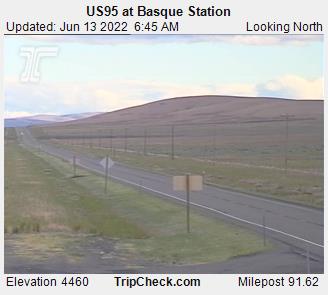 US95 at Basque Station
Updated: Jun 13 2022 6:45 AM Looking North
Elevation 4460 TripCheck.com Milepost 91.62